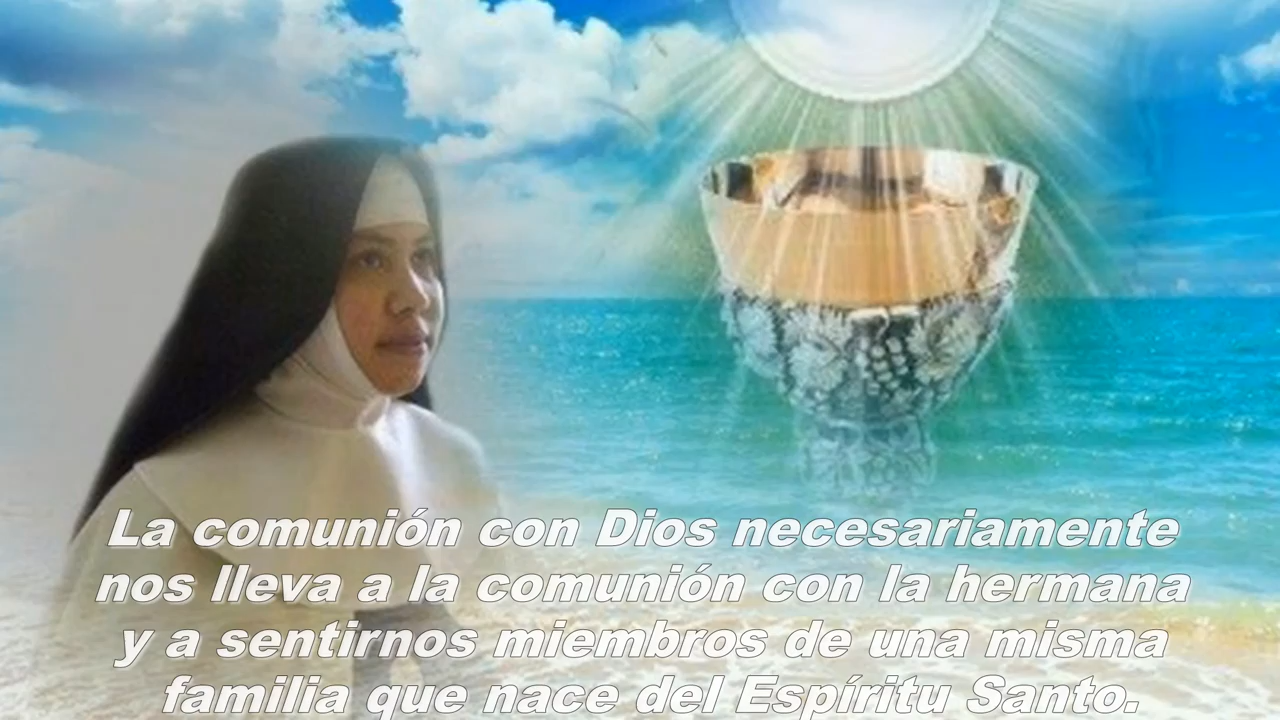 La comunión con Dios necesariamente
nos lleva a la comunión con la hermana
y a sentirnos miembros de una misma
familia que nace del Espíritu Santo.